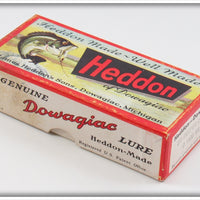 Heddon Made ~ Well Made
Heddon
of Dowagiac
James Heddon's Sons, Dowagiac, Michigan
GENUINE
Dowagiac
LURE
Heddon-Made
Registered U.S. Patent Office